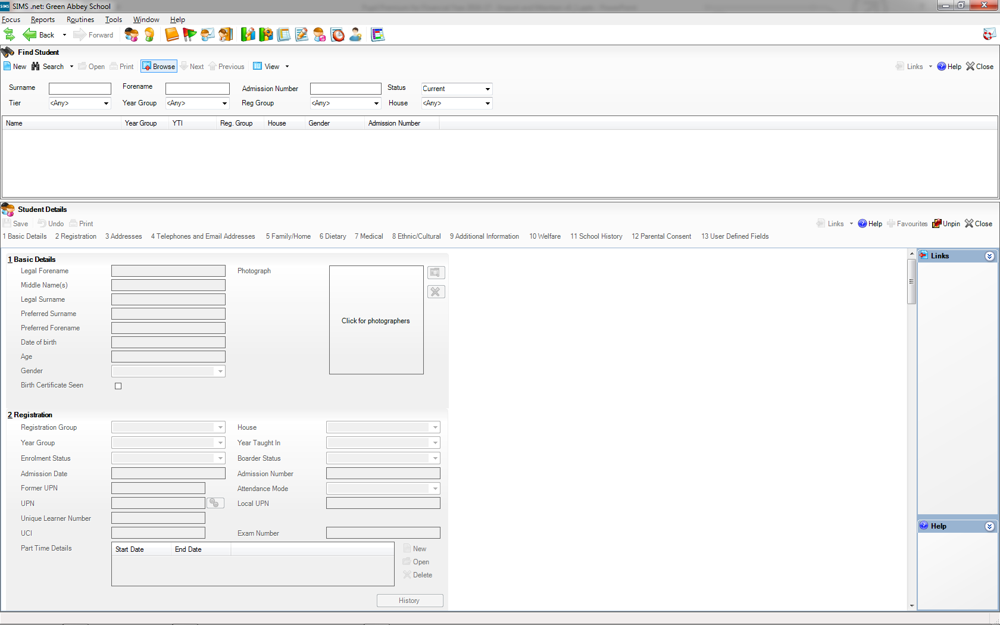 SIMS SIMS .net: Green Abbey School
Focus Reports Routines Tools Window Help
Back Forward
Find Student
New Search Open Print Browse Next Previous View Links Help Close
Surname Forename Admission Number Status Current
Tier <Any> Year Group <Any> Reg Group <Any> House <Any>
Name Year Group YTI Reg. Group House Gender Admission Number
Student Details
Save Undo Print Links Help Favourites Unpin Close
1 Basic Details 2 Registration 3 Addresses 4 Telephones and Email Addresses 5 Family/Home 6 Dietary 7 Medical 8 Ethnic/Cultural 9 Additional Information 10 Welfare 11 School History 12 Parental Consent 13 User Defined Fields
1 Basic Details
Links
Legal Forename Photograph
Middle Name(s)
Legal Surname
Preferred Surname
Click for photographers
Preferred Forename
Date of birth
Age
Gender
Birth Certificate Seen
2 Registration
Registration Group House
Year Group Year Taught In
Enrolment Status Boarder Status
Admission Date Admission Number
Former UPN Attendance Mode
UPN Local UPN
Unique Learner Number
Help
UCI Exam Number
Part Time Details Start Date End Date New
Open
Delete
History